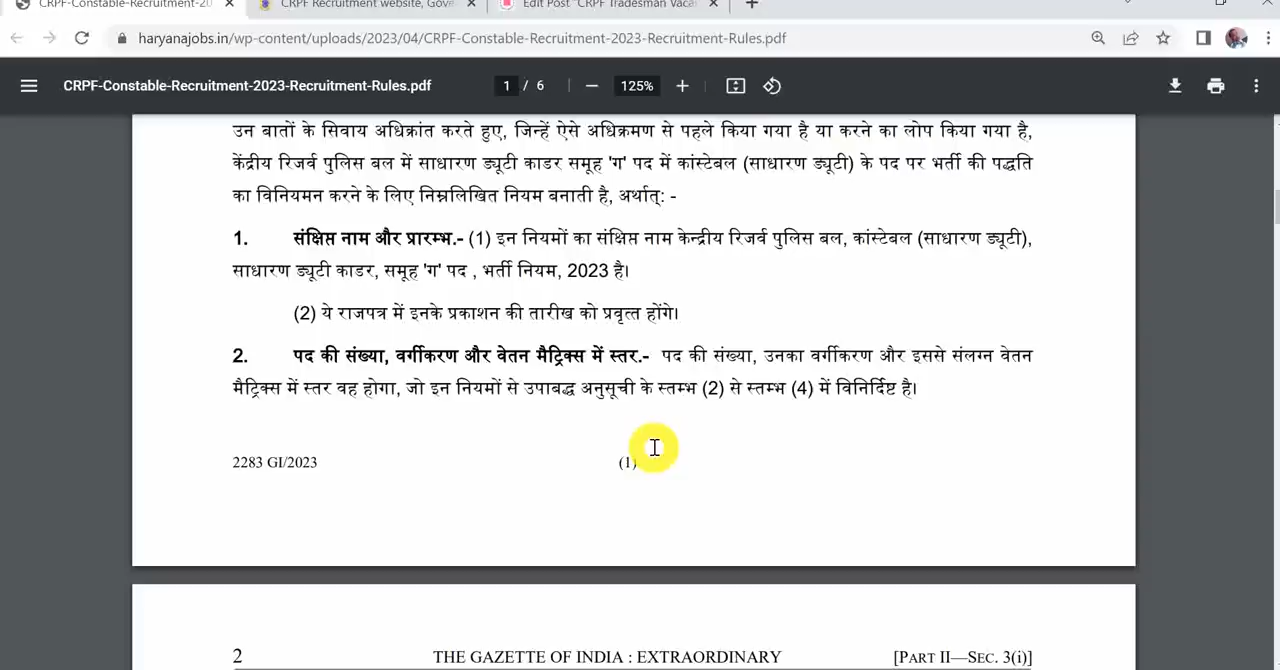 CRPF-Constable-Recruitment-20
CRPF Recruitment website, Gove
Edit Post "CRPF Tradesman Vaca
haryanajobs.in/wp-content/uploads/2023/04/CRPF-Constable-Recruitment-2023-Recruitment-Rules.pdf
CRPF-Constable-Recruitment-2023-Recruitment-Rules.pdf
1 / 6
125%
उन बातों के सिवाय अधिक्रांत करते हुए, जिन्हें ऐसे अधिक्रमण से पहले किया गया है या करने का लोप किया गया है,
केंद्रीय रिजर्व पुलिस बल में साधारण ड्यूटी काडर समूह 'ग' पद में कांस्टेबल (साधारण ड्यूटी) के पद पर भर्ती की पद्धति
का विनियमन करने के लिए निम्नलिखित नियम बनाती है, अर्थात्: -
1. संक्षिप्त नाम और प्रारम्भ.- (1) इन नियमों का संक्षिप्त नाम केन्द्रीय रिजर्व पुलिस बल, कांस्टेबल (साधारण ड्यूटी),
साधारण ड्यूटी काडर, समूह 'ग' पद , भर्ती नियम, 2023 है।
(2) ये राजपत्र में इनके प्रकाशन की तारीख को प्रवृत्त होंगे।
2. पद की संख्या, वर्गीकरण और वेतन मैट्रिक्स में स्तर.- पद की संख्या, उनका वर्गीकरण और इससे संलग्न वेतन
मैट्रिक्स में स्तर वह होगा, जो इन नियमों से उपाबद्ध अनुसूची के स्तम्भ (2) से स्तम्भ (4) में विनिर्दिष्ट है।
2283 GI/2023
(1)
2
THE GAZETTE OF INDIA : EXTRAORDINARY
[PART II—SEC. 3(i)]